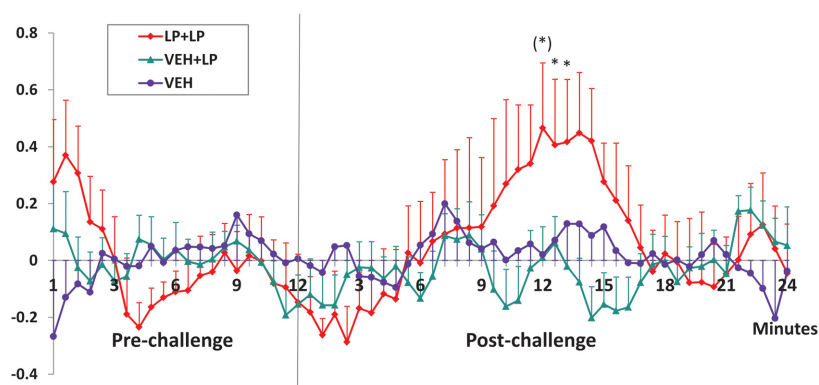 0.8
0.6
0.4
0.2
0
-0.2
-0.4
LP+LP
VEH+LP
VEH
(*)
* *
1 3 6 9 12 3 6 9 12 15 18 21 24
Minutes
Pre-challenge Post-challenge